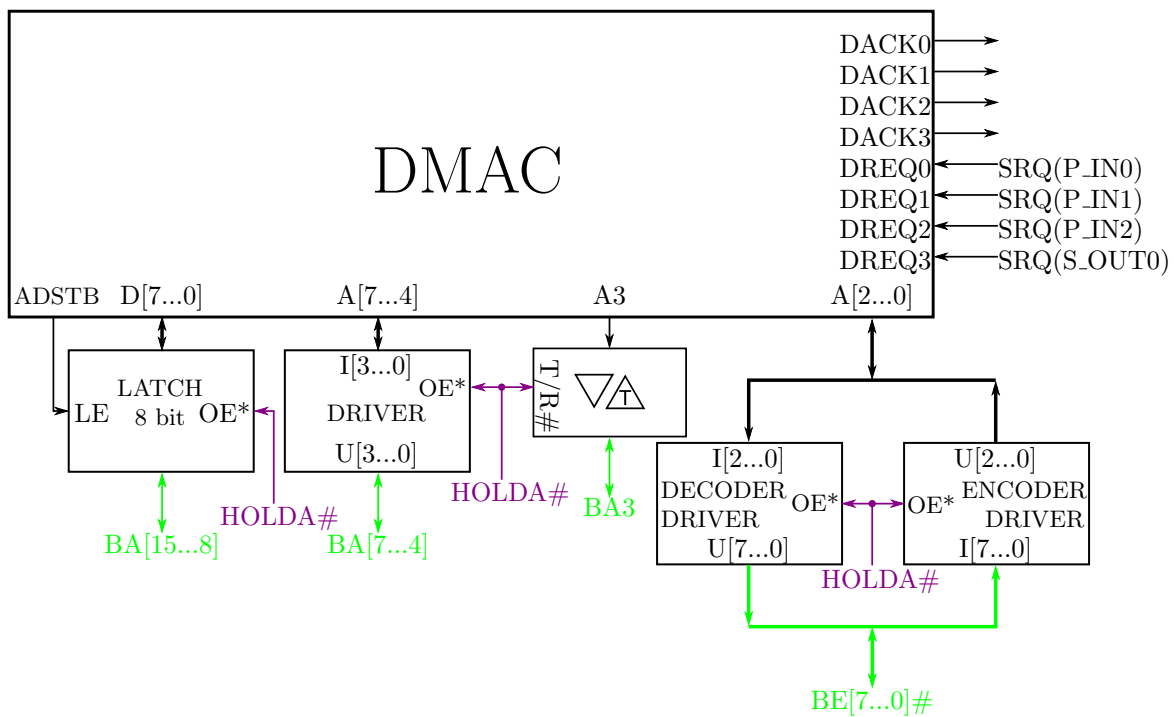 DACK0
DACK1
DMAC
DACK2
DACK3
DREQ0 SRQ(P_IN0)
DREQ1 SRQ(P_IN1)
DREQ2 SRQ(P_IN2)
DREQ3 SRQ(S_OUT0)
ADSTB D[7...0] A[7...4] A3 A[2...0]
LATCH
8 bit
LE
OE*
I[3...0]
OE*
DRIVER
U[3...0]
T/R#
T
HOLDA#
HOLDA#
BA[15...8]
BA[7...4]
BA3
I[2...0]
DECODER
DRIVER
OE*
U[7...0]
U[2...0]
ENCODER
OE*
DRIVER
I[7...0]
HOLDA#
BE[7...0]#